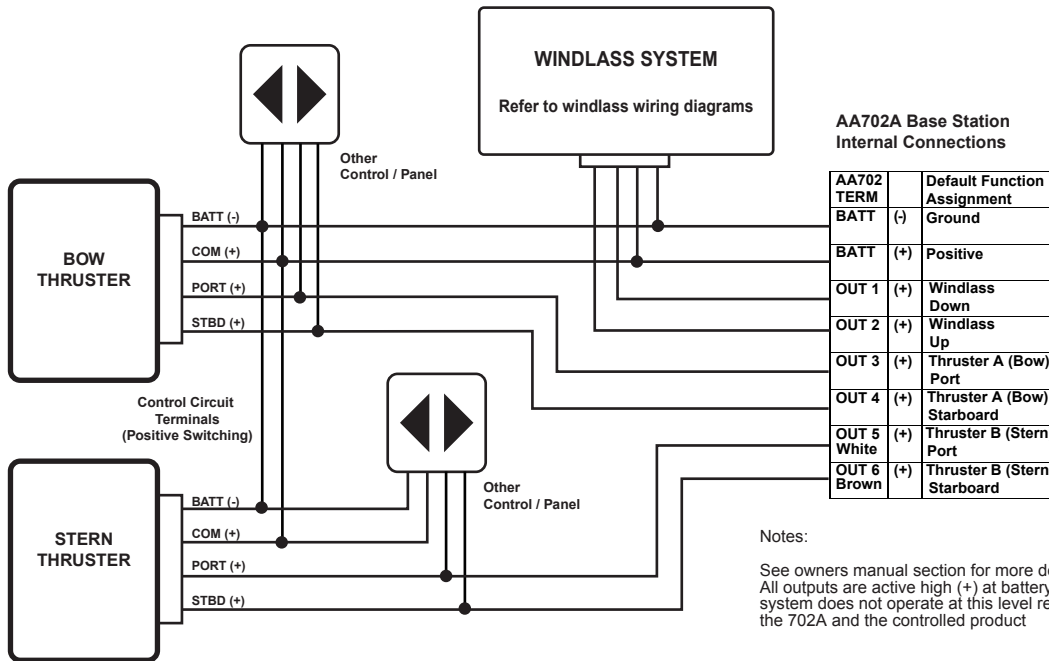 WINDLASS SYSTEM
Refer to windlass wiring diagrams
Other
Control / Panel
AA702A Base Station
Internal Connections
BOW
THRUSTER
BATT (-)
COM (+)
PORT (+)
STBD (+)
AA702
TERM
Default Function
Assignment
BATT (-) Ground
BATT (+) Positive
OUT 1 (+) Windlass
Down
OUT 2 (+) Windlass
Up
OUT 3 (+) Thruster A (Bow)
Port
OUT 4 (+) Thruster A (Bow)
Starboard
OUT 5
White
(+) Thruster B (Stern
Port
OUT 6
Brown
(+) Thruster B (Stern
Starboard
Control Circuit
Terminals
(Positive Switching)
STERN
THRUSTER
BATT (-)
COM (+)
PORT (+)
STBD (+)
Other
Control / Panel
Notes:
See owners manual section for more
All outputs are active high (+) at battery
system does not operate at this level
the 702A and the controlled product